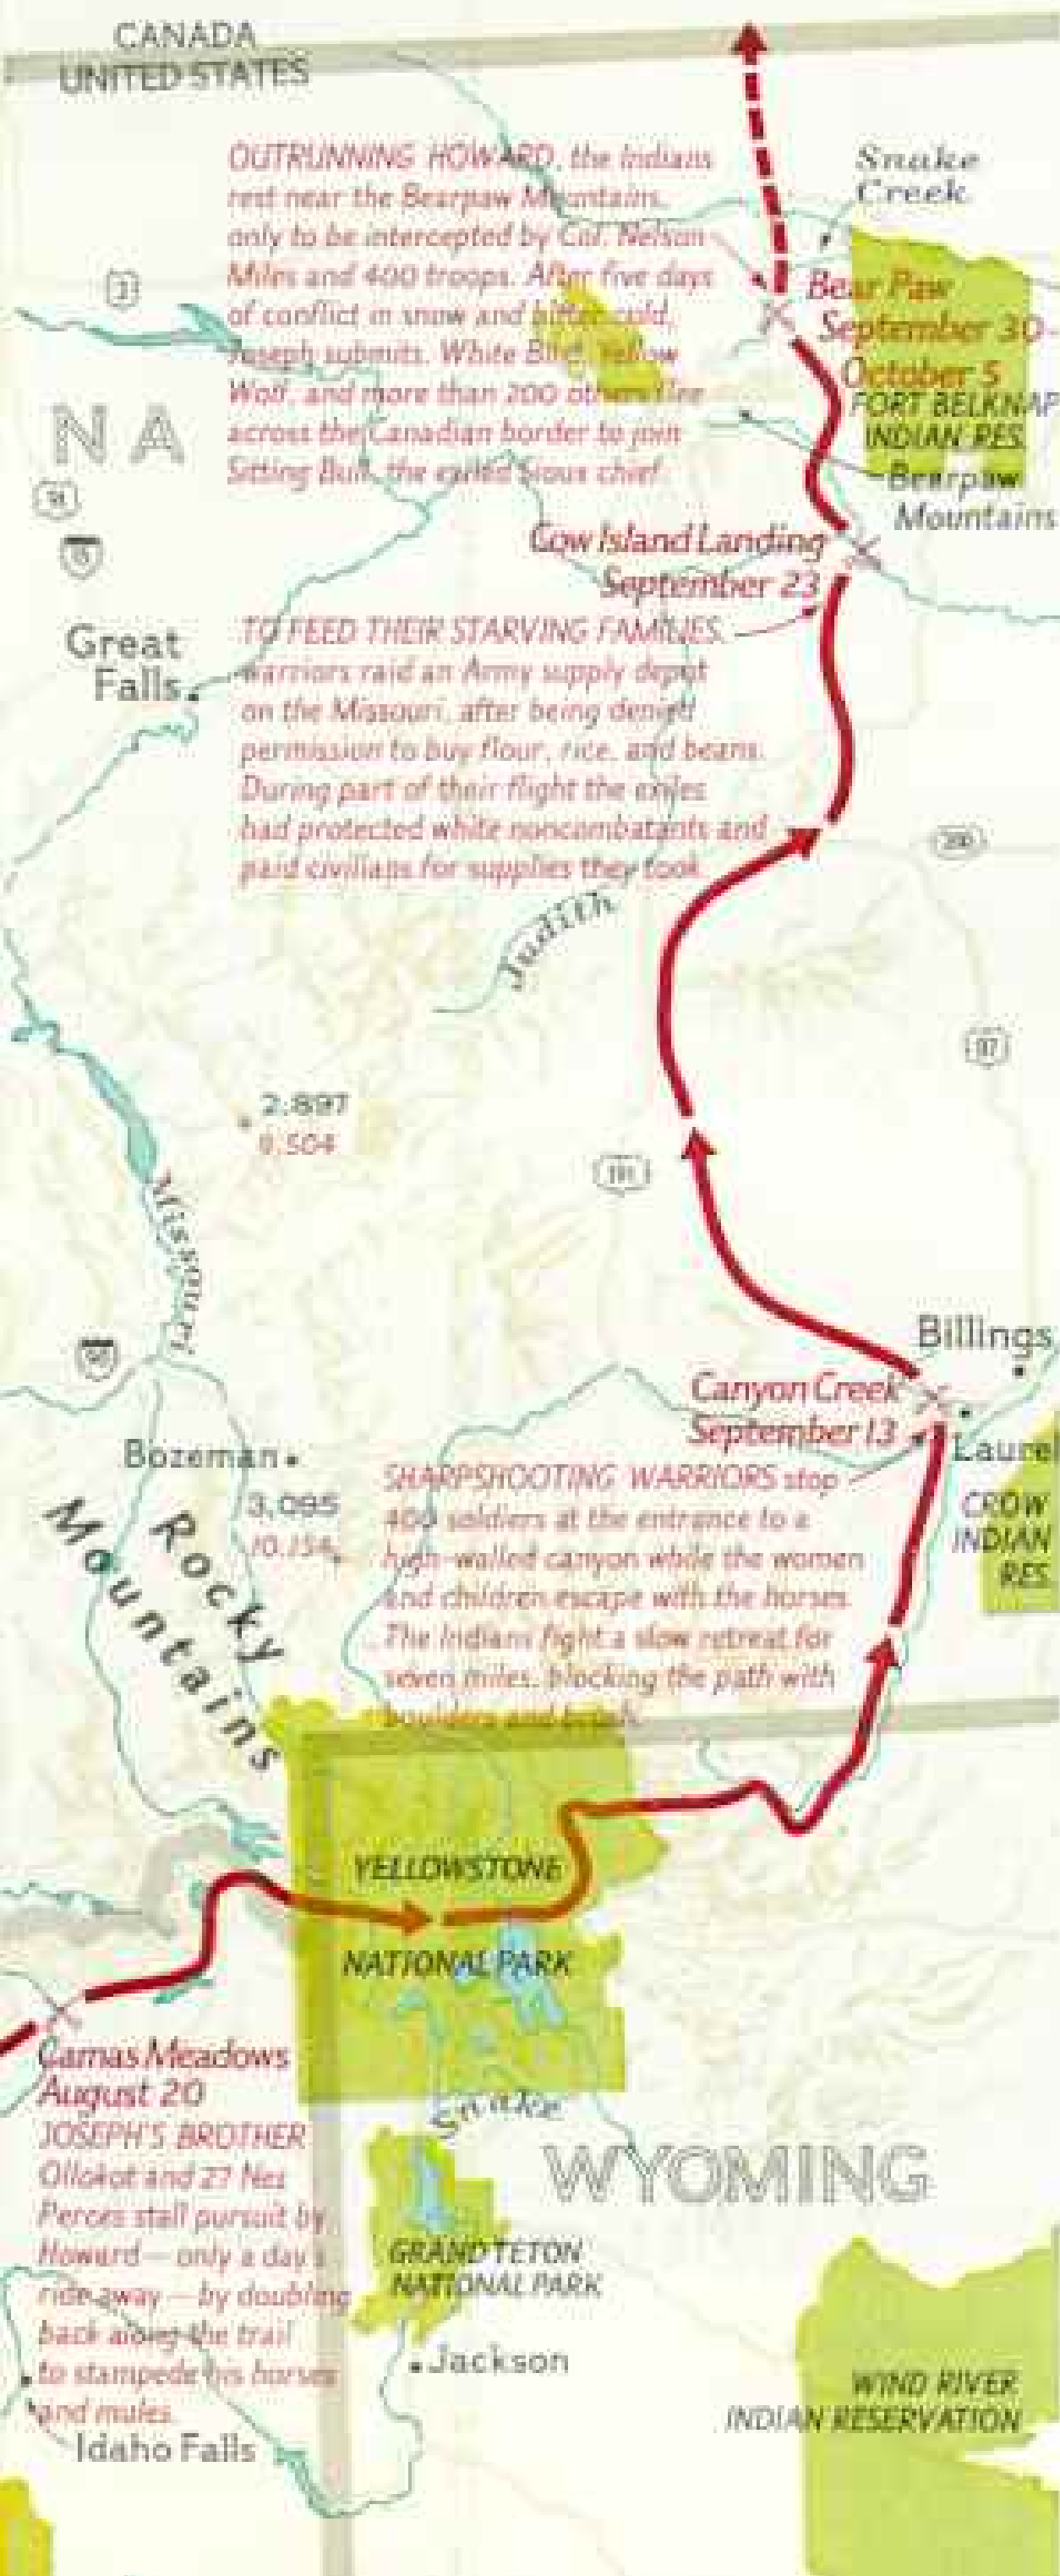 CANADA
UNITED STATES
OUTRUNNING HOWARD, the Indians
rest near the Bearpaw Mountains,
only to be intercepted by Col. Nelson
Miles and 400 troops. After five days
of conflict in snow and bitter cold,
Joseph submits. White Bird, Yellow
Wolf, and more than 200 others flee
across the Canadian border to join
Sitting Bull, the exiled Sioux chief.
Snake
Creek
Bear Paw
September 30-
October 5
FORT BELKNAP
INDIAN RES.
Bearpaw
Mountains
2
NA
15
Cow Island Landing
September 23
Great
Falls
TO FEED THEIR STARVING FAMILIES,
warriors raid an Army supply depot
on the Missouri, after being denied
permission to buy flour, rice, and beans.
During part of their flight the exiles
had protected white noncombatants and
paid civilians for supplies they took.
200
Judith
87
2,897
9,504
191
Missouri
90
Billings
Canyon Creek
September 13
Laurel
Bozeman
SHARPSHOOTING WARRIORS stop
400 soldiers at the entrance to a
high-walled canyon while the women
and children escape with the horses.
The Indians fight a slow retreat for
seven miles, blocking the path with
boulders and brush.
3,095
10,154
CROW
INDIAN
RES.
Rocky
Mountains
YELLOWSTONE
NATIONAL PARK
Camas Meadows
August 20
JOSEPH'S BROTHER
Ollokot and 27 Nez
Perces stall pursuit by
Howard — only a day's
ride away — by doubling
back along the trail
to stampede his horses
and mules.
Snake
WYOMING
GRAND TETON
NATIONAL PARK
Jackson
WIND RIVER
INDIAN RESERVATION
Idaho Falls